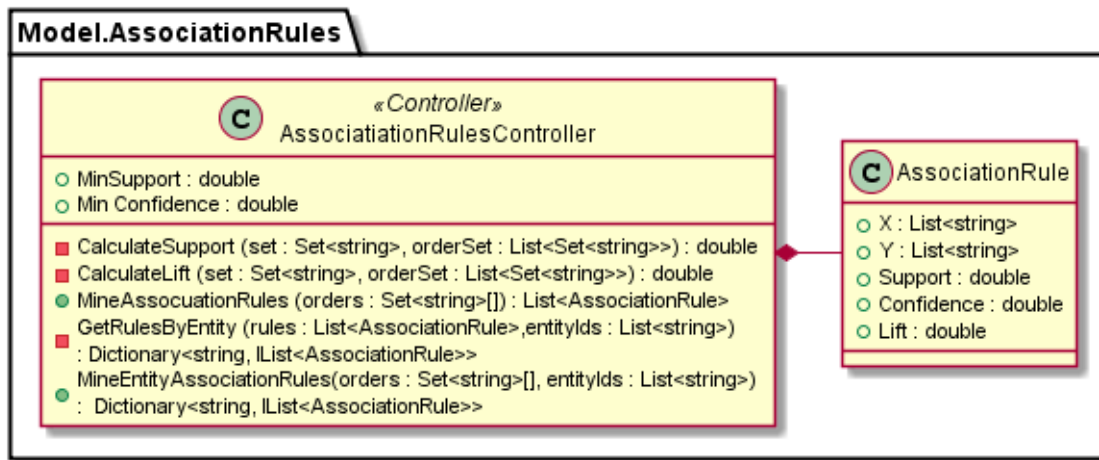 Model.AssociationRules
C
«Controller»
AssociatiationRulesController
MinSupport : double
Min Confidence : double
CalculateSupport (set : Set<string>, orderSet : List<Set<string>>) : double
CalculateLift (set : Set<string>, orderSet : List<Set<string>>) : double
MineAssocuationRules (orders : Set<string>[]) : List<AssociationRule>
GetRulesByEntity (rules : List<AssociationRule>,entityIds : List<string>)
: Dictionary<string, IList<AssociationRule>>
MineEntityAssociationRules(orders : Set<string>[], entityIds : List<string>)
: Dictionary<string, IList<AssociationRule>>
C AssociationRule
X : List<string>
Y : List<string>
Support : double
Confidence : double
Lift : double